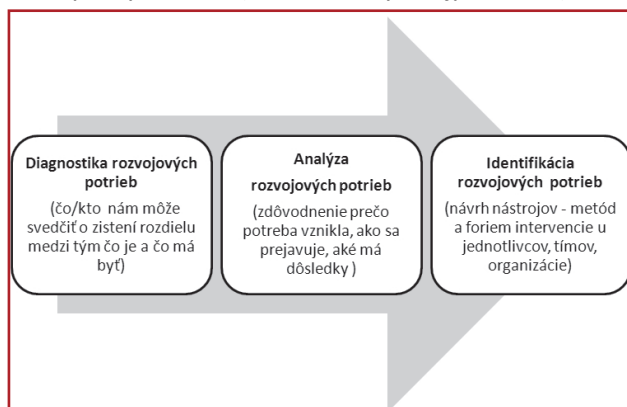 Diagnostika rozvojových
potrieb
(čo/kto nám môže
svedčiť o zistení rozdielu
medzi tým čo je a čo má
byť)
Analýza
rozvojových potrieb
(zdôvodnenie prečo
potreba vznikla, ako sa
prejavuje, aké má
dôsledky )
Identifikácia
rozvojových potrieb
(návrh nástrojov - metód
a foriem intervencie u
jednotlivcov, tímov,
organizácie)